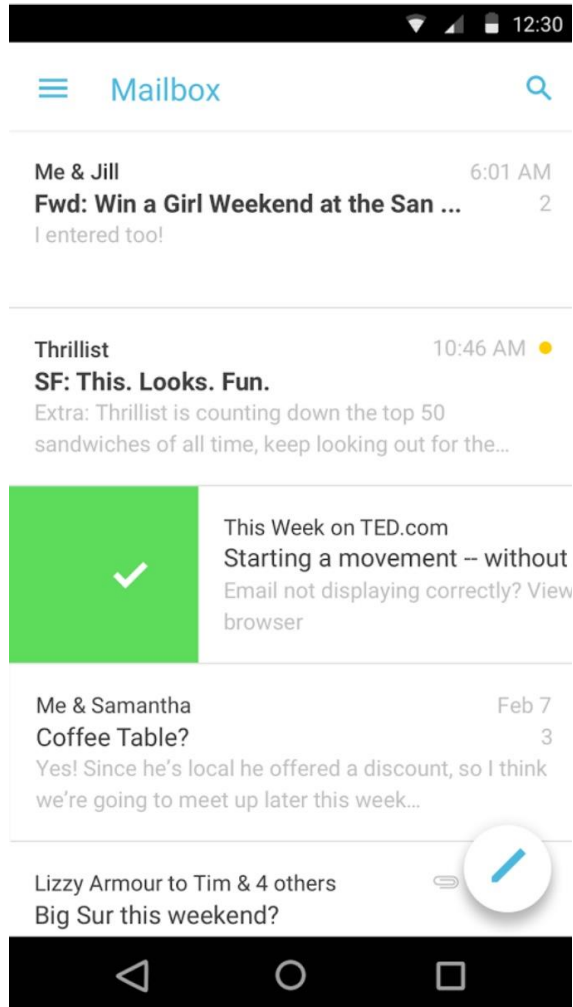 12:30
Mailbox
Me & Jill 6:01 AM
Fwd: Win a Girl Weekend at the San ... 2
I entered too!
Thrillist 10:46 AM
SF: This. Looks. Fun.
Extra: Thrillist is counting down the top 50
sandwiches of all time, keep looking out for the...
This Week on TED.com
Starting a movement -- without
Email not displaying correctly? View
browser
Me & Samantha Feb 7
Coffee Table? 3
Yes! Since he’s local he offered a discount, so I think
we’re going to meet up later this week...
Lizzy Armour to Tim & 4 others
Big Sur this weekend?